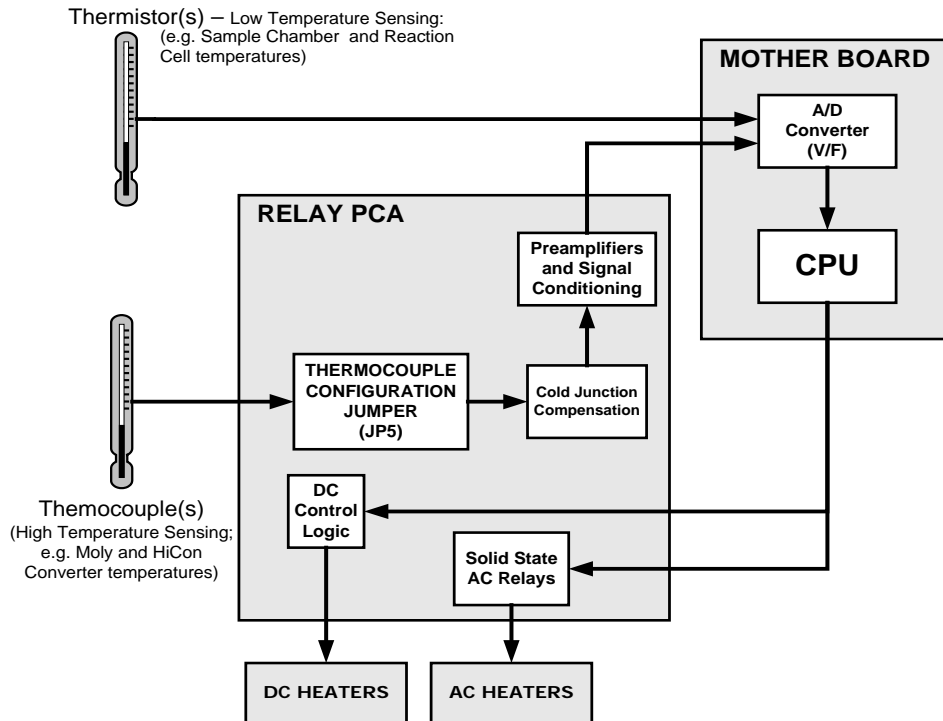 Thermistor(s) – Low Temperature Sensing:
(e.g. Sample Chamber and Reaction
Cell temperatures)
MOTHER BOARD
A/D
Converter
(V/F)
RELAY PCA
Preamplifiers
and Signal
Conditioning
CPU
THERMOCOUPLE
CONFIGURATION
JUMPER
(JP5)
Cold Junction
Compensation
Themocouple(s)
(High Temperature Sensing;
e.g. Moly and HiCon
Converter temperatures)
DC
Control
Logic
Solid State
AC Relays
DC HEATERS
AC HEATERS